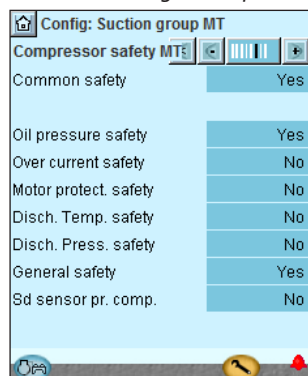 Config: Suction group MT
Compressor safety MT
Common safety Yes
Oil pressure safety Yes
Over current safety No
Motor protect. safety No
Disch. Temp. safety No
Disch. Press. safety No
General safety Yes
Sd sensor pr. comp. No